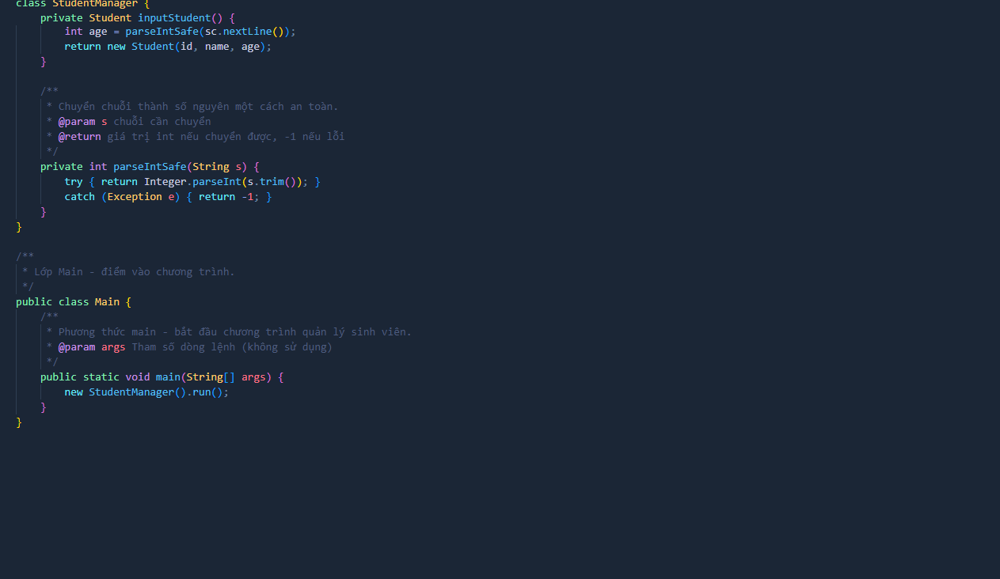 class StudentManager {
    private Student inputStudent() {
        int age = parseIntSafe(sc.nextLine());
        return new Student(id, name, age);
    }

    /**
     * Chuyển chuỗi thành số nguyên một cách an toàn.
     * @param s chuỗi cần chuyển
     * @return giá trị int nếu chuyển được, -1 nếu lỗi
     */
    private int parseIntSafe(String s) {
        try { return Integer.parseInt(s.trim()); }
        catch (Exception e) { return -1; }
    }
}

/**
 * Lớp Main - điểm vào chương trình.
 */
public class Main {
    /**
     * Phương thức main - bắt đầu chương trình quản lý sinh viên.
     * @param args Tham số dòng lệnh (không sử dụng)
     */
    public static void main(String[] args) {
        new StudentManager().run();
    }
}